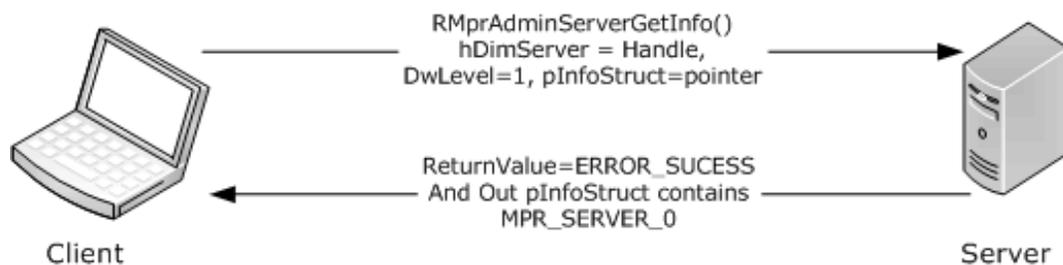 RMprAdminServerGetInfo()
hDimServer = Handle,
DwLevel=1, pInfoStruct=pointer
ReturnValue=ERROR_SUCESS
And Out pInfoStruct contains
MPR_SERVER_0
Client
Server